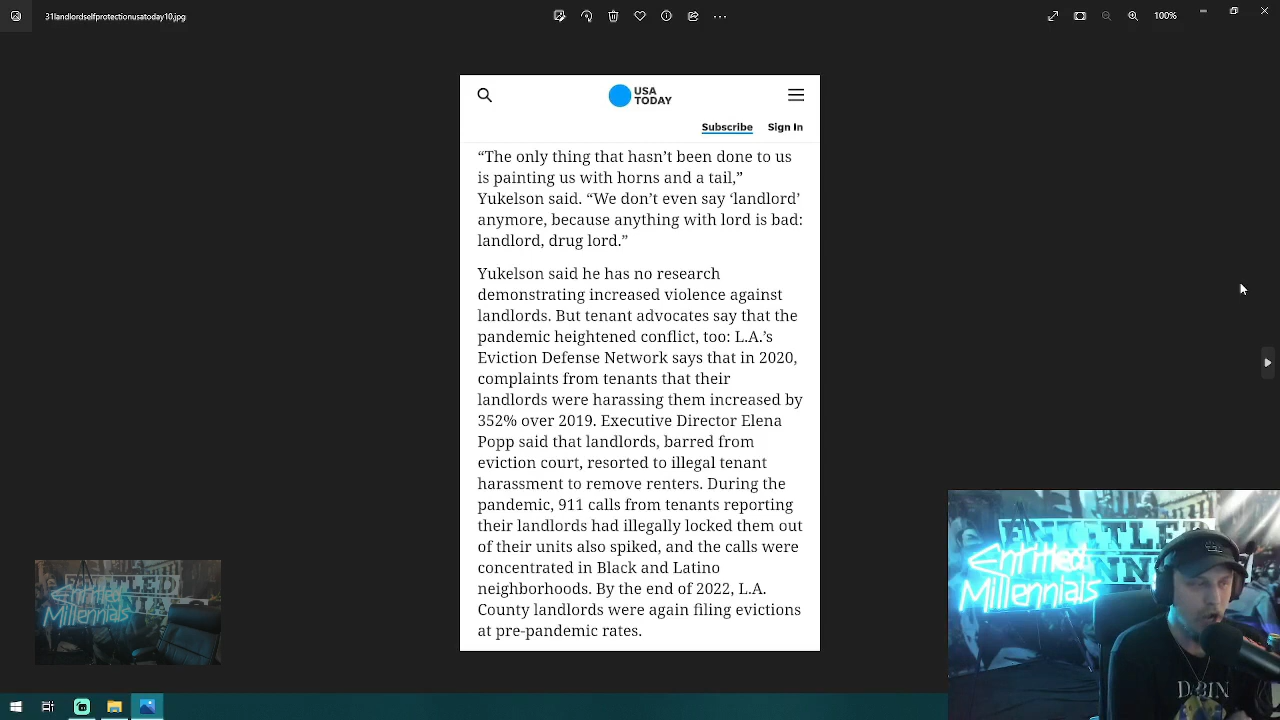 31landlordsprotectorsinausatoday10.jpg
100%
USA
TODAY
Subscribe
Sign In
“The only thing that hasn’t been done to us
is painting us with horns and a tail,”
Yukelson said. “We don’t even say ‘landlord’
anymore, because anything with lord is bad:
landlord, drug lord.”
Yukelson said he has no research
demonstrating increased violence against
landlords. But tenant advocates say that the
pandemic heightened conflict, too: L.A.’s
Eviction Defense Network says that in 2020,
complaints from tenants that their
landlords were harassing them increased by
352% over 2019. Executive Director Elena
Popp said that landlords, barred from
eviction court, resorted to illegal tenant
harassment to remove renters. During the
pandemic, 911 calls from tenants reporting
their landlords had illegally locked them out
of their units also spiked, and the calls were
concentrated in Black and Latino
neighborhoods. By the end of 2022, L.A.
County landlords were again filing evictions
at pre-pandemic rates.
Entitled
Millennials
Entitled
Millennials